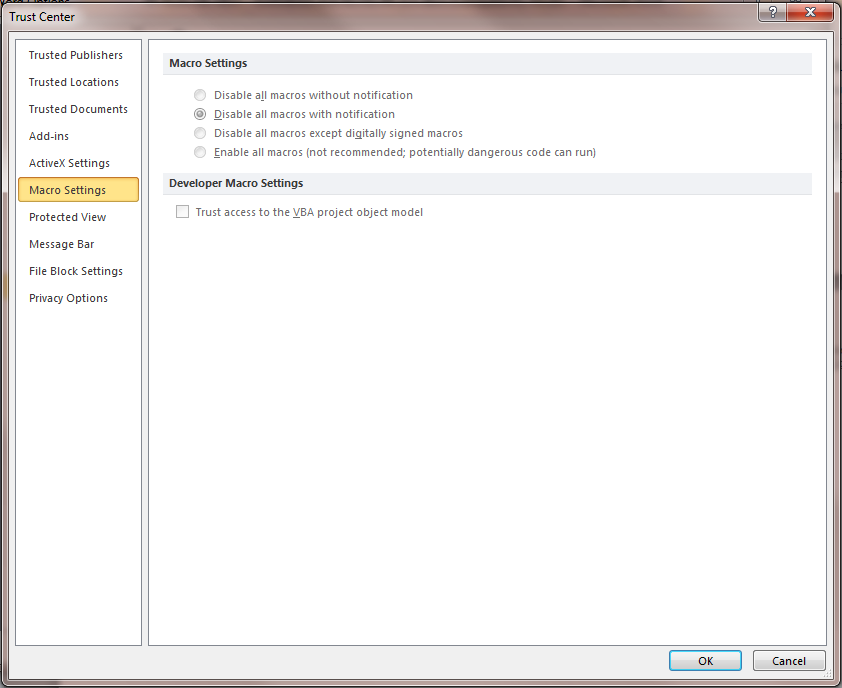 Trust Center
Trusted Publishers
Trusted Locations
Trusted Documents
Add-ins
ActiveX Settings
Macro Settings
Protected View
Message Bar
File Block Settings
Privacy Options
Macro Settings
Disable all macros without notification
Disable all macros with notification
Disable all macros except digitally signed macros
Enable all macros (not recommended; potentially dangerous code can run)
Developer Macro Settings
Trust access to the VBA project object model
OK
Cancel